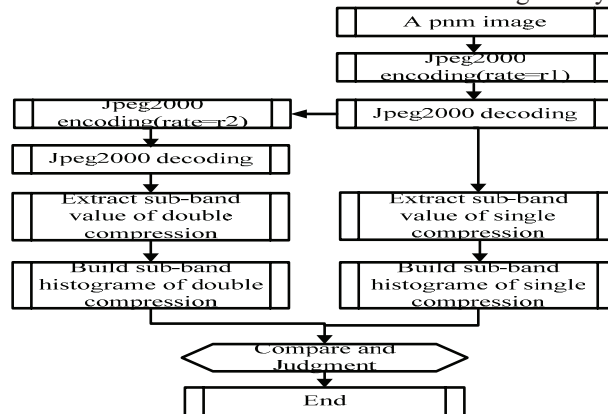 A pnm image
Jpeg2000
encoding(rate=r1)
Jpeg2000 decoding
Jpeg2000
encoding(rate=r2)
Jpeg2000 decoding
Extract sub-band
value of double
compression
Build sub-band
histograme of double
compression
Extract sub-band
value of single
compression
Build sub-band
histograme of single
compression
Compare and
Judgment
End